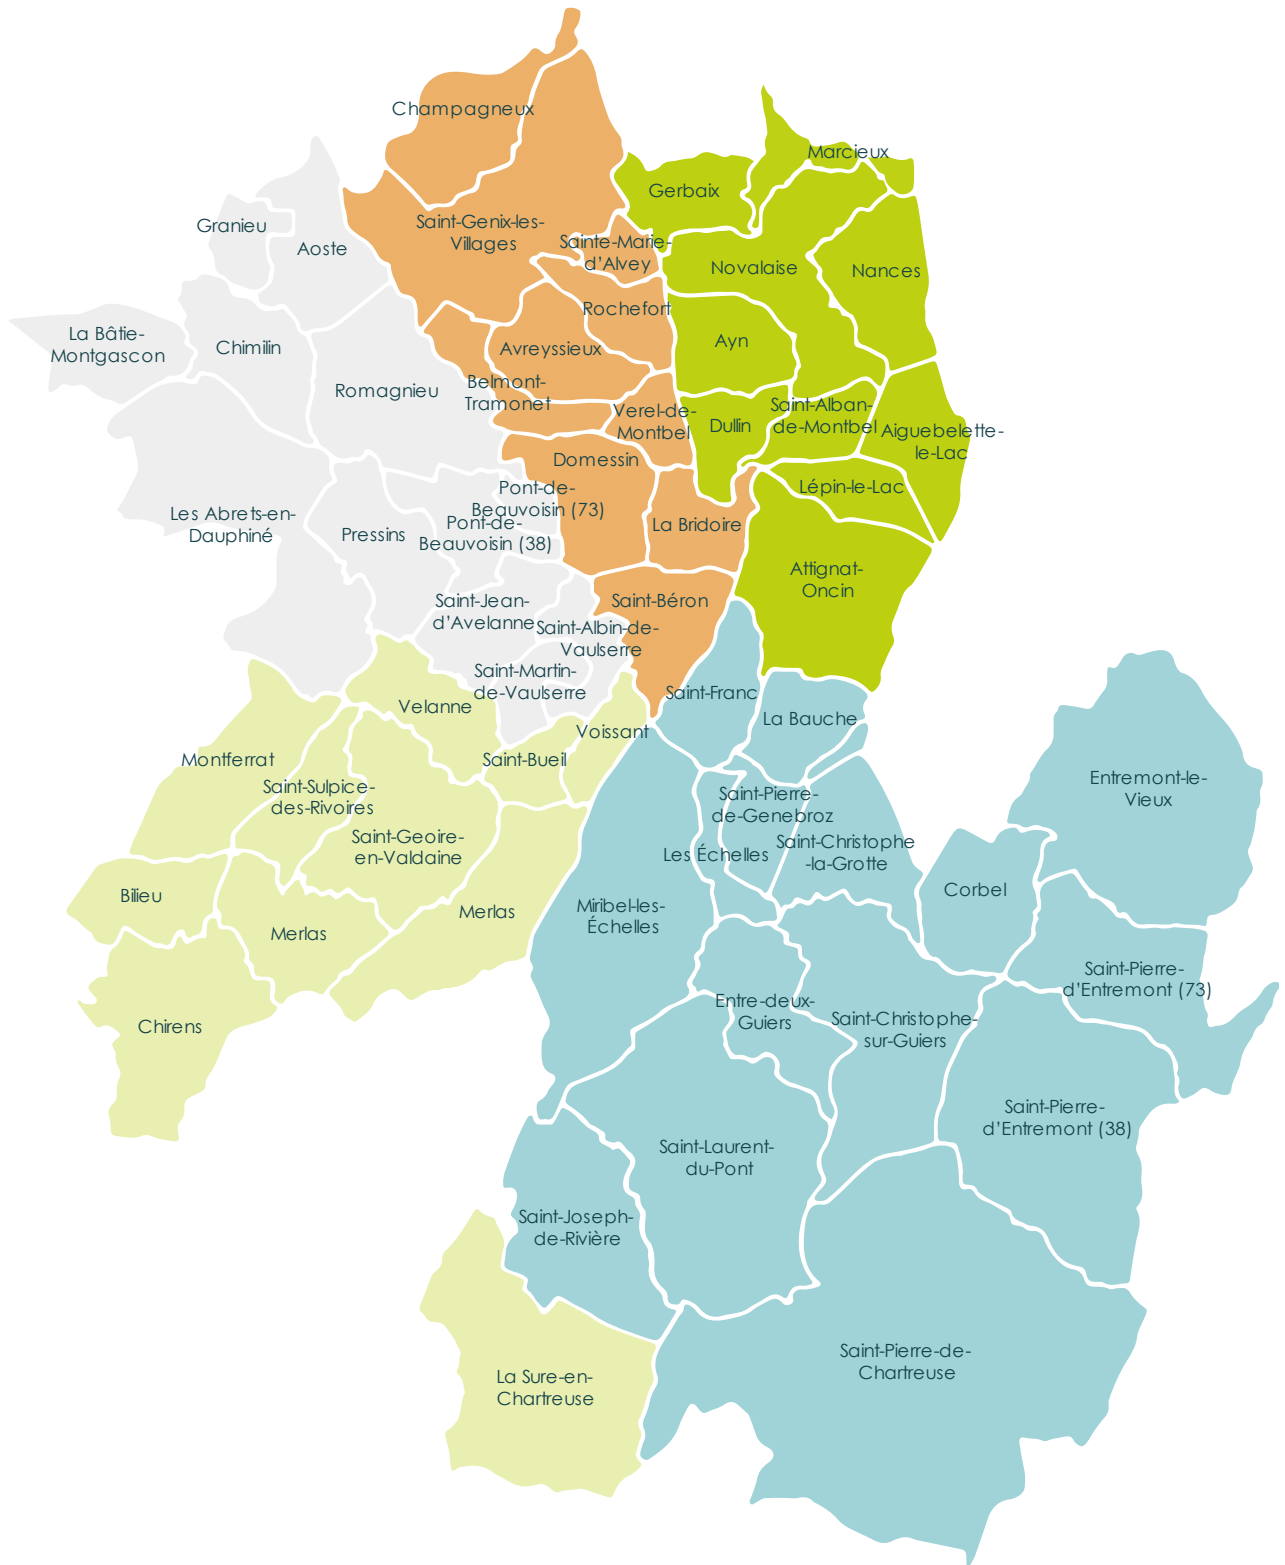 Champagneux
Marcieux
Gerbaix
Granieu
Saint-Genix-les-
Villages
Aoste
Sainte-Marie-
d'Alvey
Novalaise
Nances
Rochefort
La Bâtie-
Montgascon
Chimilin
Ayn
Avreyssieux
Romagnieu
Belmont-
Tramonet
Verel-de-
Montbel
Dullin
Saint-Alban-
de-Montbel
Aiguebelette-
le-Lac
Domessin
Lépin-le-Lac
Pont-de-
Beauvoisin (73)
Les Abrets-en-
Dauphiné
Pressins
Pont-de-
Beauvoisin (38)
La Bridoire
Attignat-
Oncin
Saint-Jean-
d'Avelanne
Saint-Béron
Saint-Albin-de-
Vaulserre
Saint-Martin-
de-Vaulserre
Saint-Franc
Velanne
La Bauche
Voissant
Montferrat
Saint-Bueil
Entremont-le-
Vieux
Saint-Sulpice-
des-Rivoires
Saint-Pierre-
de-Genebroz
Saint-Geoire-
en-Valdaine
Les Échelles
Saint-Christophe
-la-Grotte
Bilieu
Corbel
Merlas
Miribel-les-
Échelles
Merlas
Saint-Pierre-
d'Entremont (73)
Chirens
Entre-deux-
Guiers
Saint-Christophe-
sur-Guiers
Saint-Pierre-
d'Entremont (38)
Saint-Laurent-
du-Pont
Saint-Joseph-
de-Rivière
Saint-Pierre-de-
Chartreuse
La Sure-en-
Chartreuse